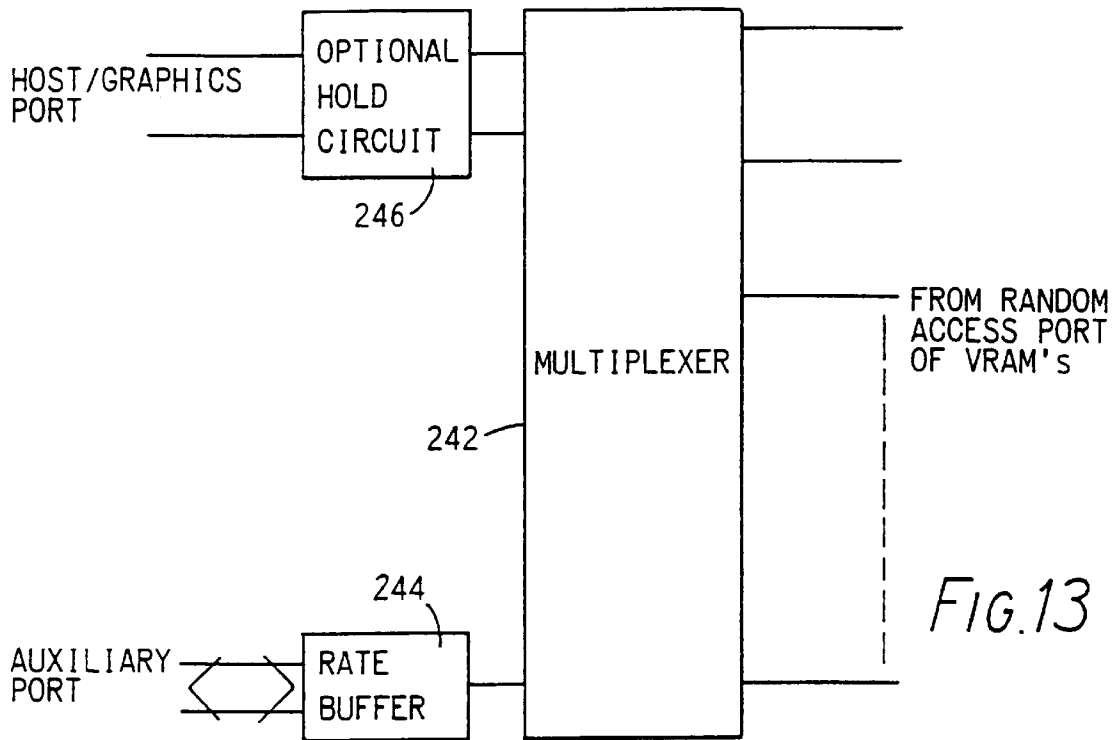 HOST/GRAPHICS
PORT
OPTIONAL
HOLD
CIRCUIT
246
MULTIPLEXER
242
FROM RANDOM
ACCESS PORT
OF VRAM's
244
AUXILIARY
PORT
RATE
BUFFER
FIG.13